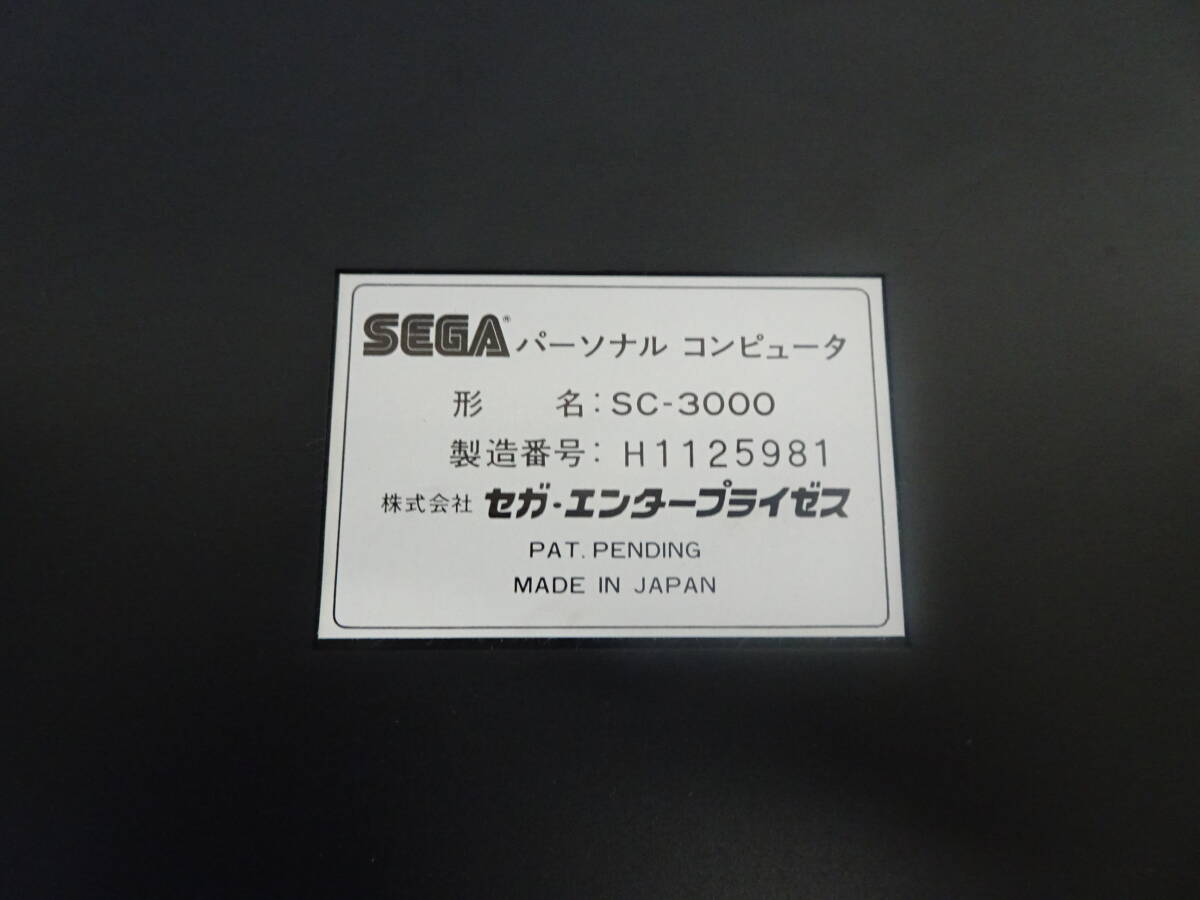 SEGA® パーソナル コンピュータ
形 名: SC-3000
製造番号: H1125981
株式会社 セガ・エンタープライゼス
PAT. PENDING
MADE IN JAPAN